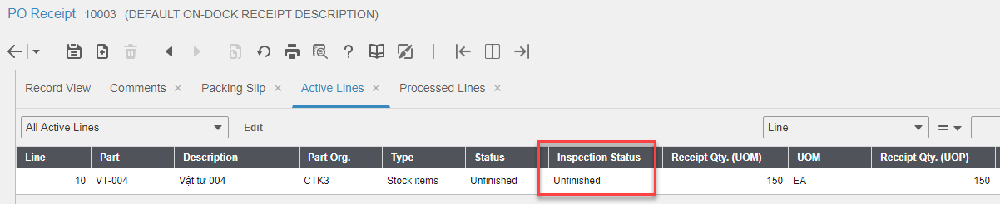 PO Receipt 10003 (DEFAULT ON-DOCK RECEIPT DESCRIPTION)
Record View Comments × Packing Slip × Active Lines × Processed Lines ×
All Active Lines Edit Line = 
Line Part Description Part Org. Type Status Inspection Status Receipt Qty. (UOM) UOM Receipt Qty. (UOP)
10 VT-004 Vật tư 004 CTK3 Stock items Unfinished Unfinished 150 EA 150